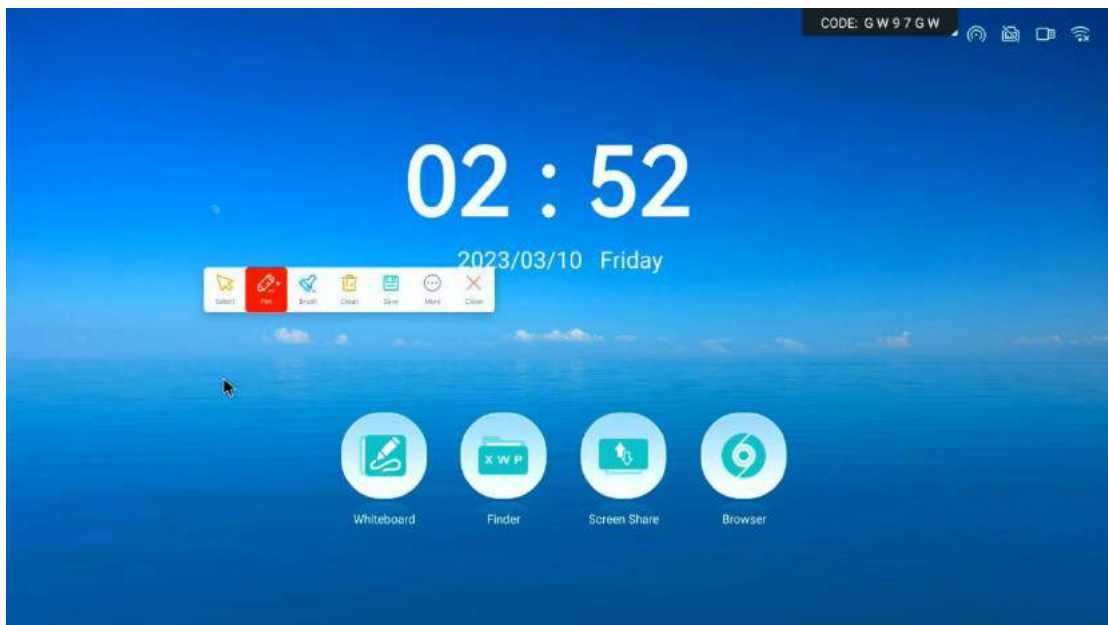 CODE: G W 9 7 G W
02 : 52
2023/03/10 Friday
Select Pen Brush Clean Save More Close
X W P
Whiteboard Finder Screen Share Browser